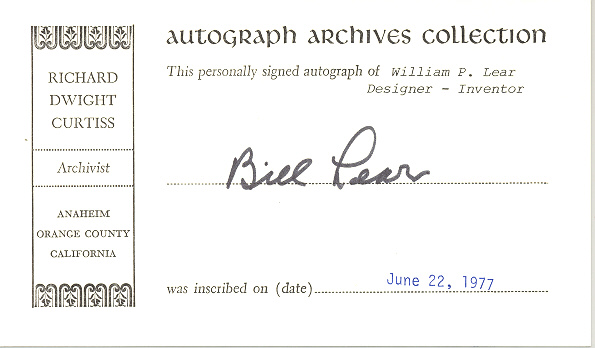 AUTOGRAPH ARCHIVES COLLECTION
RICHARD
DWIGHT
CURTISS
Archivist
ANAHEIM
ORANGE COUNTY
CALIFORNIA
This personally signed autograph of William P. Lear
Designer - Inventor
Bill Lear
was inscribed on (date) June 22, 1977